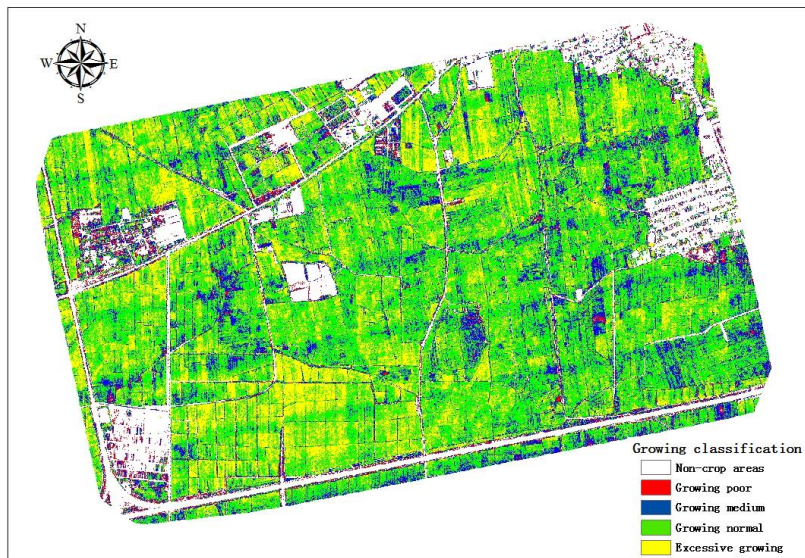 N
W E
S
Growing classification
Non-crop areas
Growing poor
Growing medium
Growing normal
Excessive growing